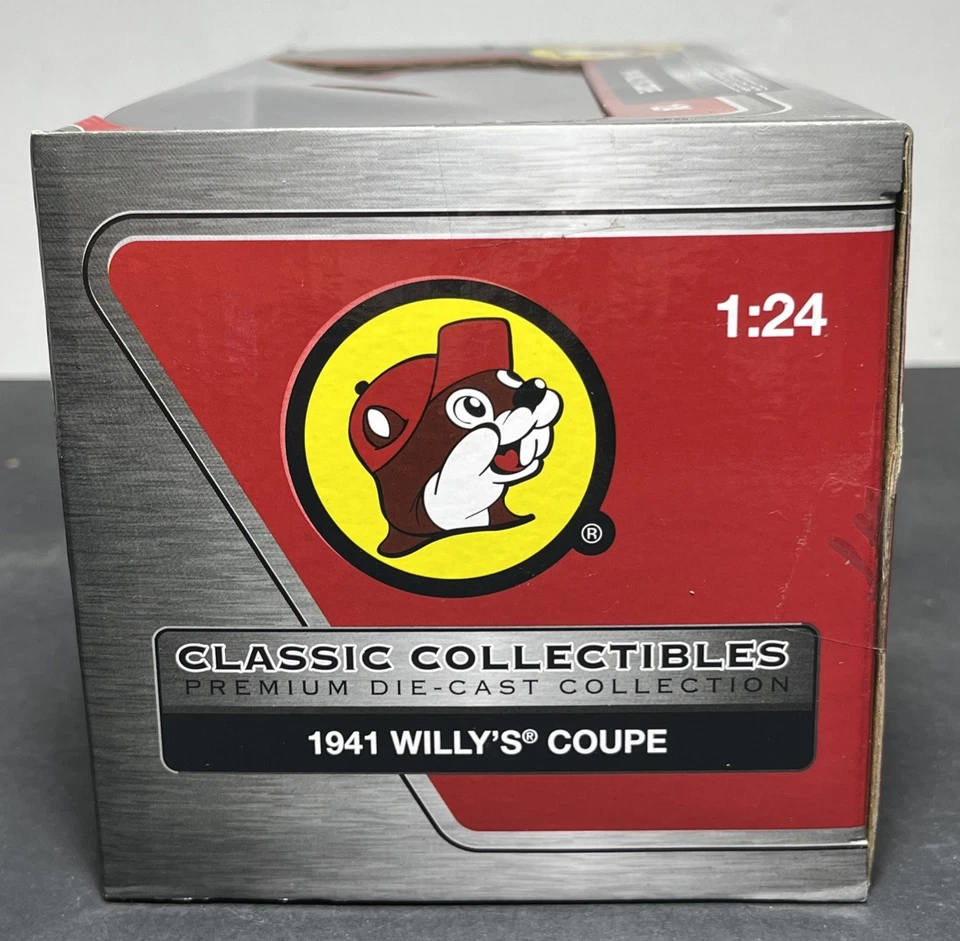 1:24
®
CLASSIC COLLECTIBLES
PREMIUM DIE-CAST COLLECTION
1941 WILLY'S® COUPE